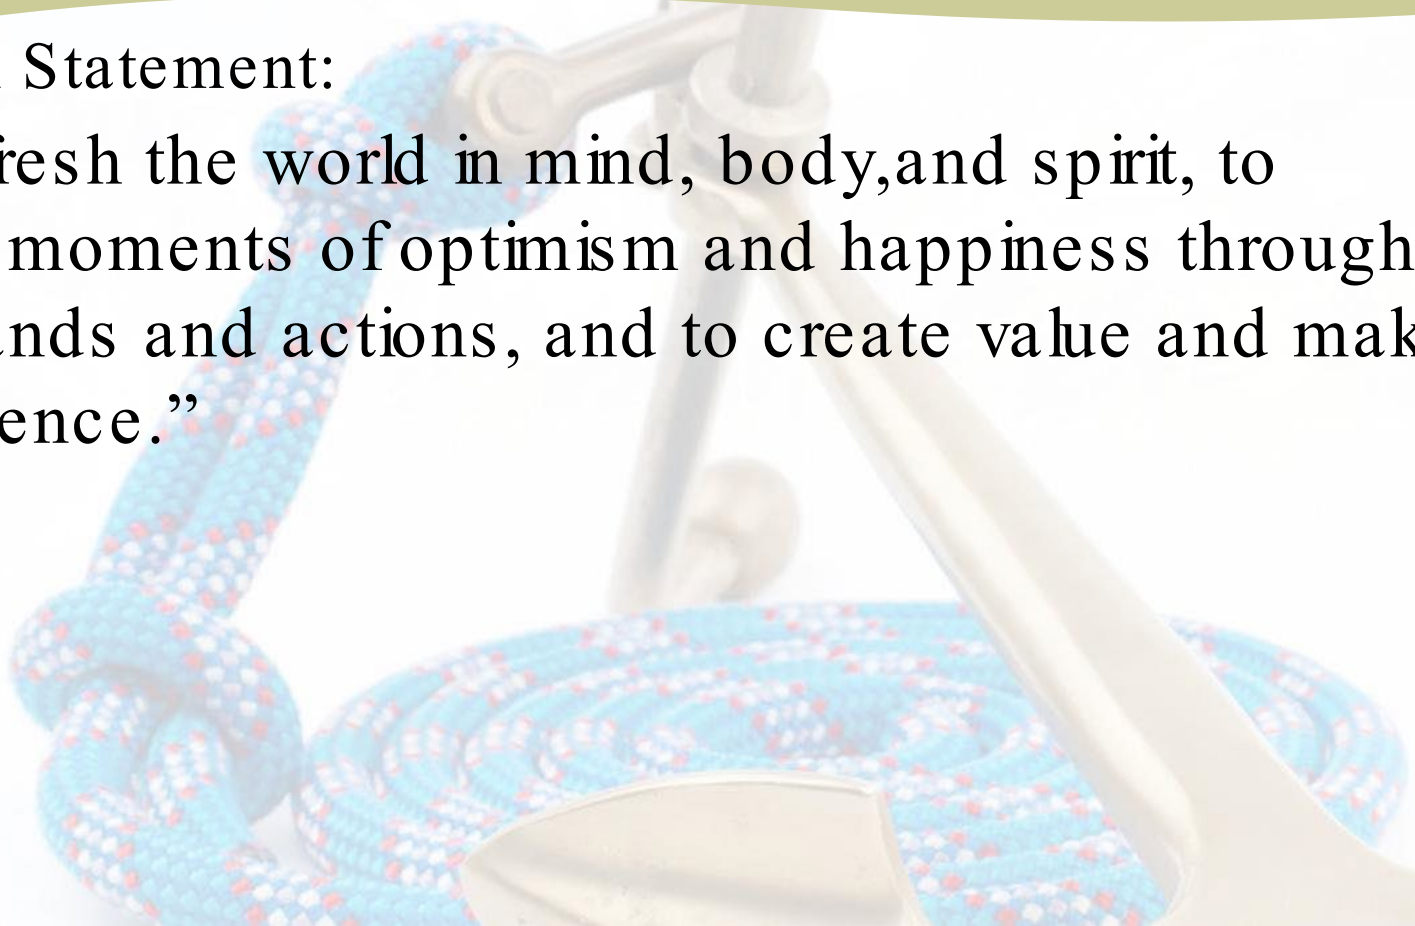 Statement:
resh the world in mind, body,and spirit, to
moments of optimism and happiness through
nds and actions, and to create value and mak
ence.”